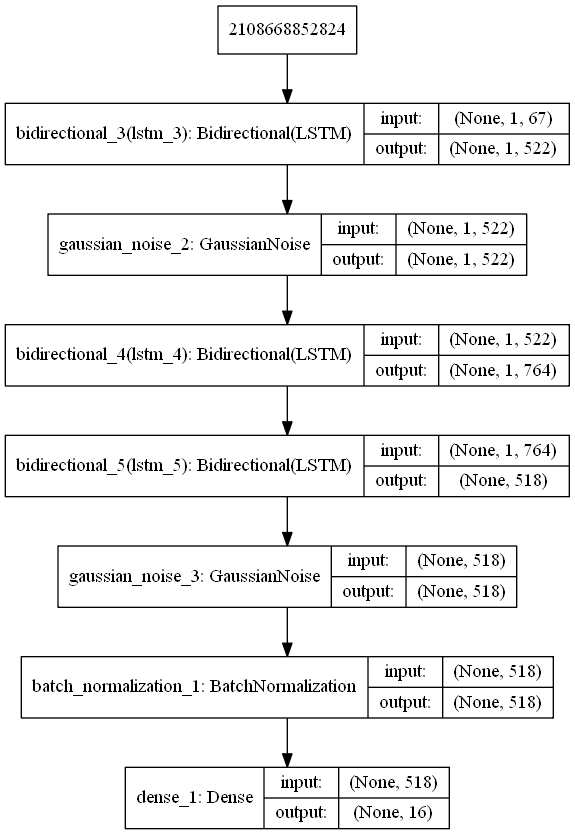 2108668852824
bidirectional_3(lstm_3): Bidirectional(LSTM)
input: (None, 1, 67)
output: (None, 1, 522)
gaussian_noise_2: GaussianNoise
input: (None, 1, 522)
output: (None, 1, 522)
bidirectional_4(lstm_4): Bidirectional(LSTM)
input: (None, 1, 522)
output: (None, 1, 764)
bidirectional_5(lstm_5): Bidirectional(LSTM)
input: (None, 1, 764)
output: (None, 518)
gaussian_noise_3: GaussianNoise
input: (None, 518)
output: (None, 518)
batch_normalization_1: BatchNormalization
input: (None, 518)
output: (None, 518)
dense_1: Dense
input: (None, 518)
output: (None, 16)